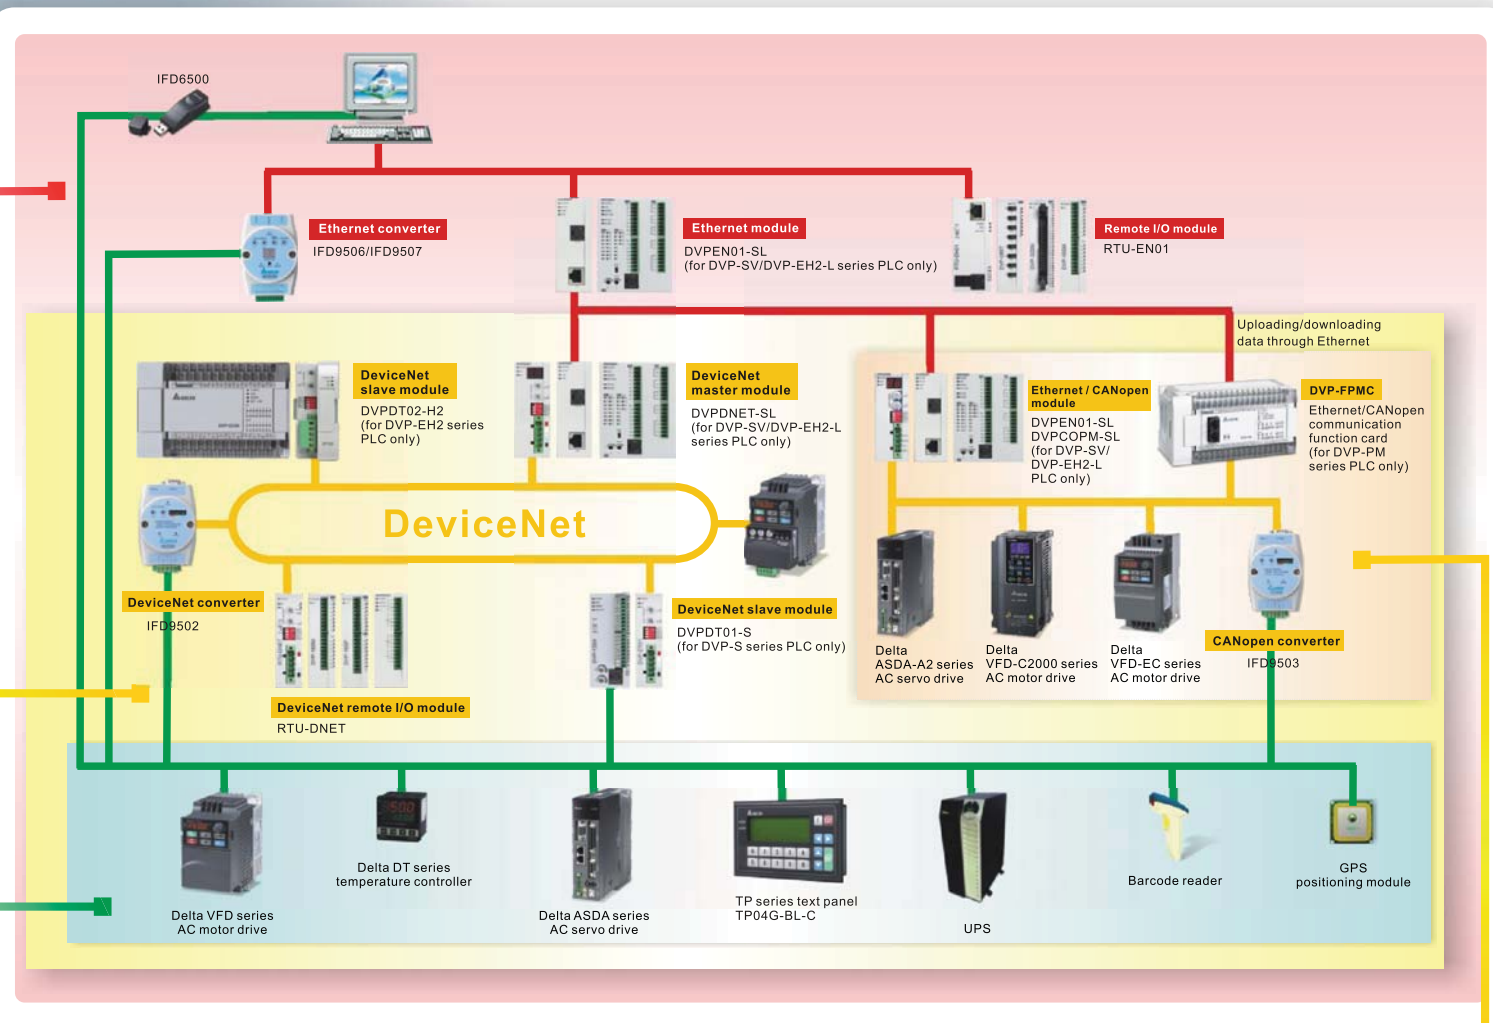 IFD6500
Ethernet converter
IFD9506/IFD9507
Ethernet module
DVPEN01-SL
(for DVP-SV/DVP-EH2-L series PLC only)
Remote I/O module
RTU-EN01
Uploading/downloading
data through Ethernet
DeviceNet
slave module
DVPDT02-H2
(for DVP-EH2 series
PLC only)
DeviceNet
master module
DVPDNET-SL
(for DVP-SV/DVP-EH2-L
series PLC only)
Ethernet / CANopen
module
DVPEN01-SL
DVPCOPM-SL
(for DVP-SV/
DVP-EH2-L
PLC only)
DVP-FPMC
Ethernet/CANopen
communication
function card
(for DVP-PM
series PLC only)
DeviceNet
DeviceNet converter
IFD9502
DeviceNet remote I/O module
RTU-DNET
DeviceNet slave module
DVPDT01-S
(for DVP-S series PLC only)
Delta
ASDA-A2 series
AC servo drive
Delta
VFD-C2000 series
AC motor drive
Delta
VFD-EC series
AC motor drive
CANopen converter
IFD9503
Delta VFD series
AC motor drive
Delta DT series
temperature controller
Delta ASDA series
AC servo drive
TP series text panel
TP04G-BL-C
UPS
Barcode reader
GPS
positioning module